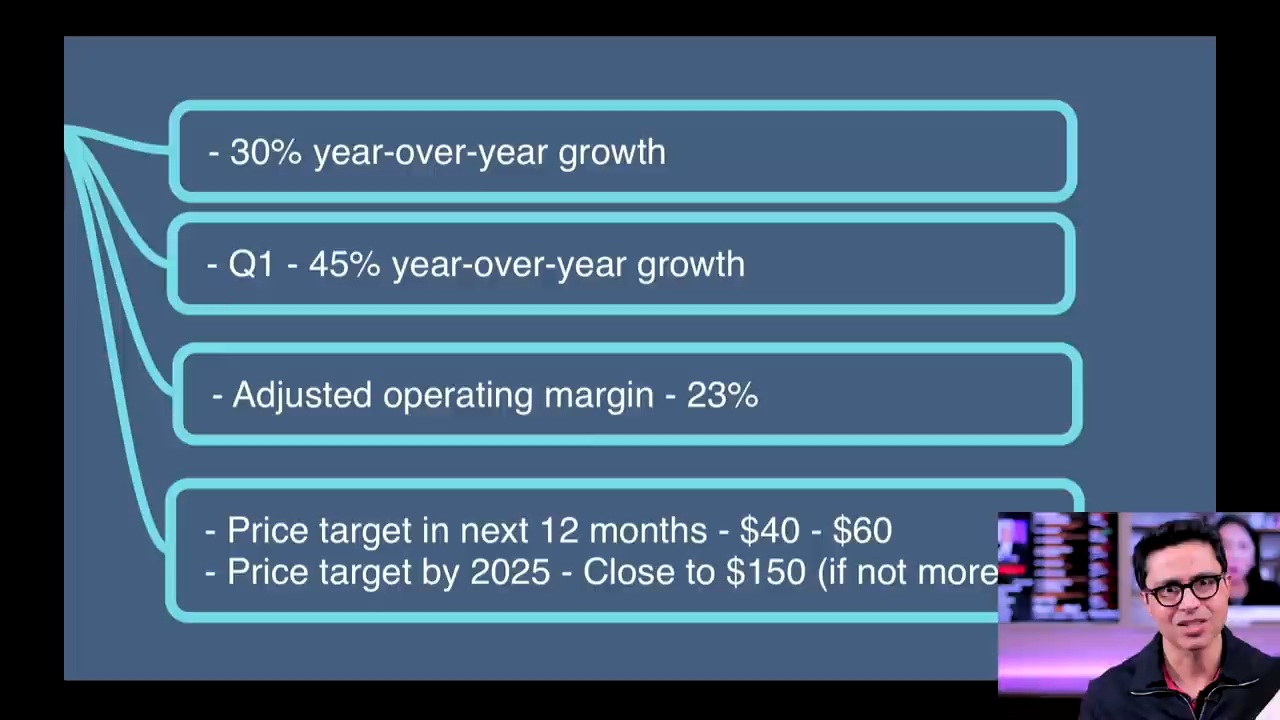 - 30% year-over-year growth
- Q1 - 45% year-over-year growth
- Adjusted operating margin - 23%
- Price target in next 12 months - $40 - $60
- Price target by 2025 - Close to $150 (if not more